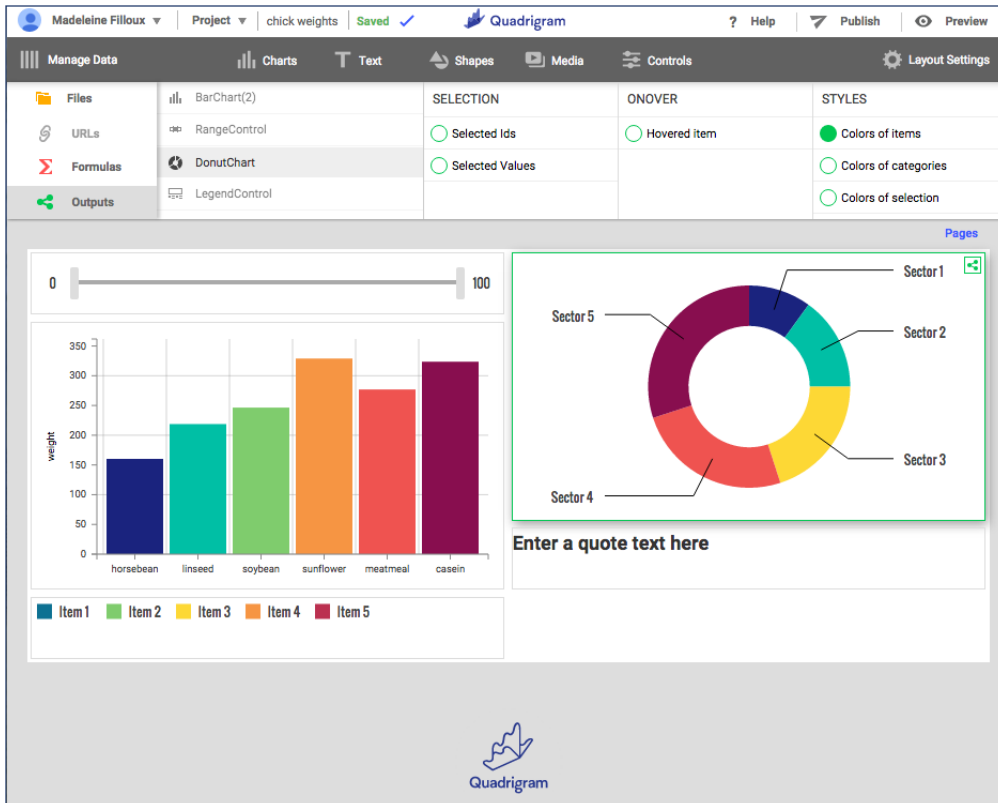 Madeleine Filloux ▼ Project ▼ chick weights Saved ✓ Quadrigram ? Help Publish Preview
Manage Data Charts Text Shapes Media Controls Layout Settings
Files BarChart(2) SELECTION ONOVER STYLES
URLs RangeControl Selected Ids Hovered item Colors of items
Formulas DonutChart Selected Values Colors of categories
Outputs LegendControl Colors of selection
Pages
0 100
Sector 1
Sector 5
Sector 2
Sector 3
Sector 4
350
300
250
200
150
100
50
0
weight
horsebean linseed soybean sunflower meatmeal casein
Enter a quote text here
Item 1 Item 2 Item 3 Item 4 Item 5
Quadrigram